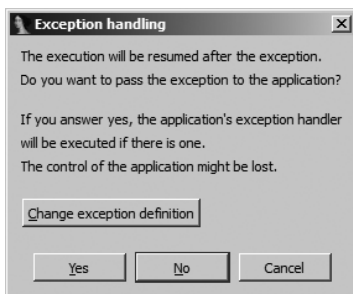 Exception handling
The execution will be resumed after the exception.
Do you want to pass the exception to the application?
If you answer yes, the application's exception handler
will be executed if there is one.
The control of the application might be lost.
Change exception definition
Yes
No
Cancel